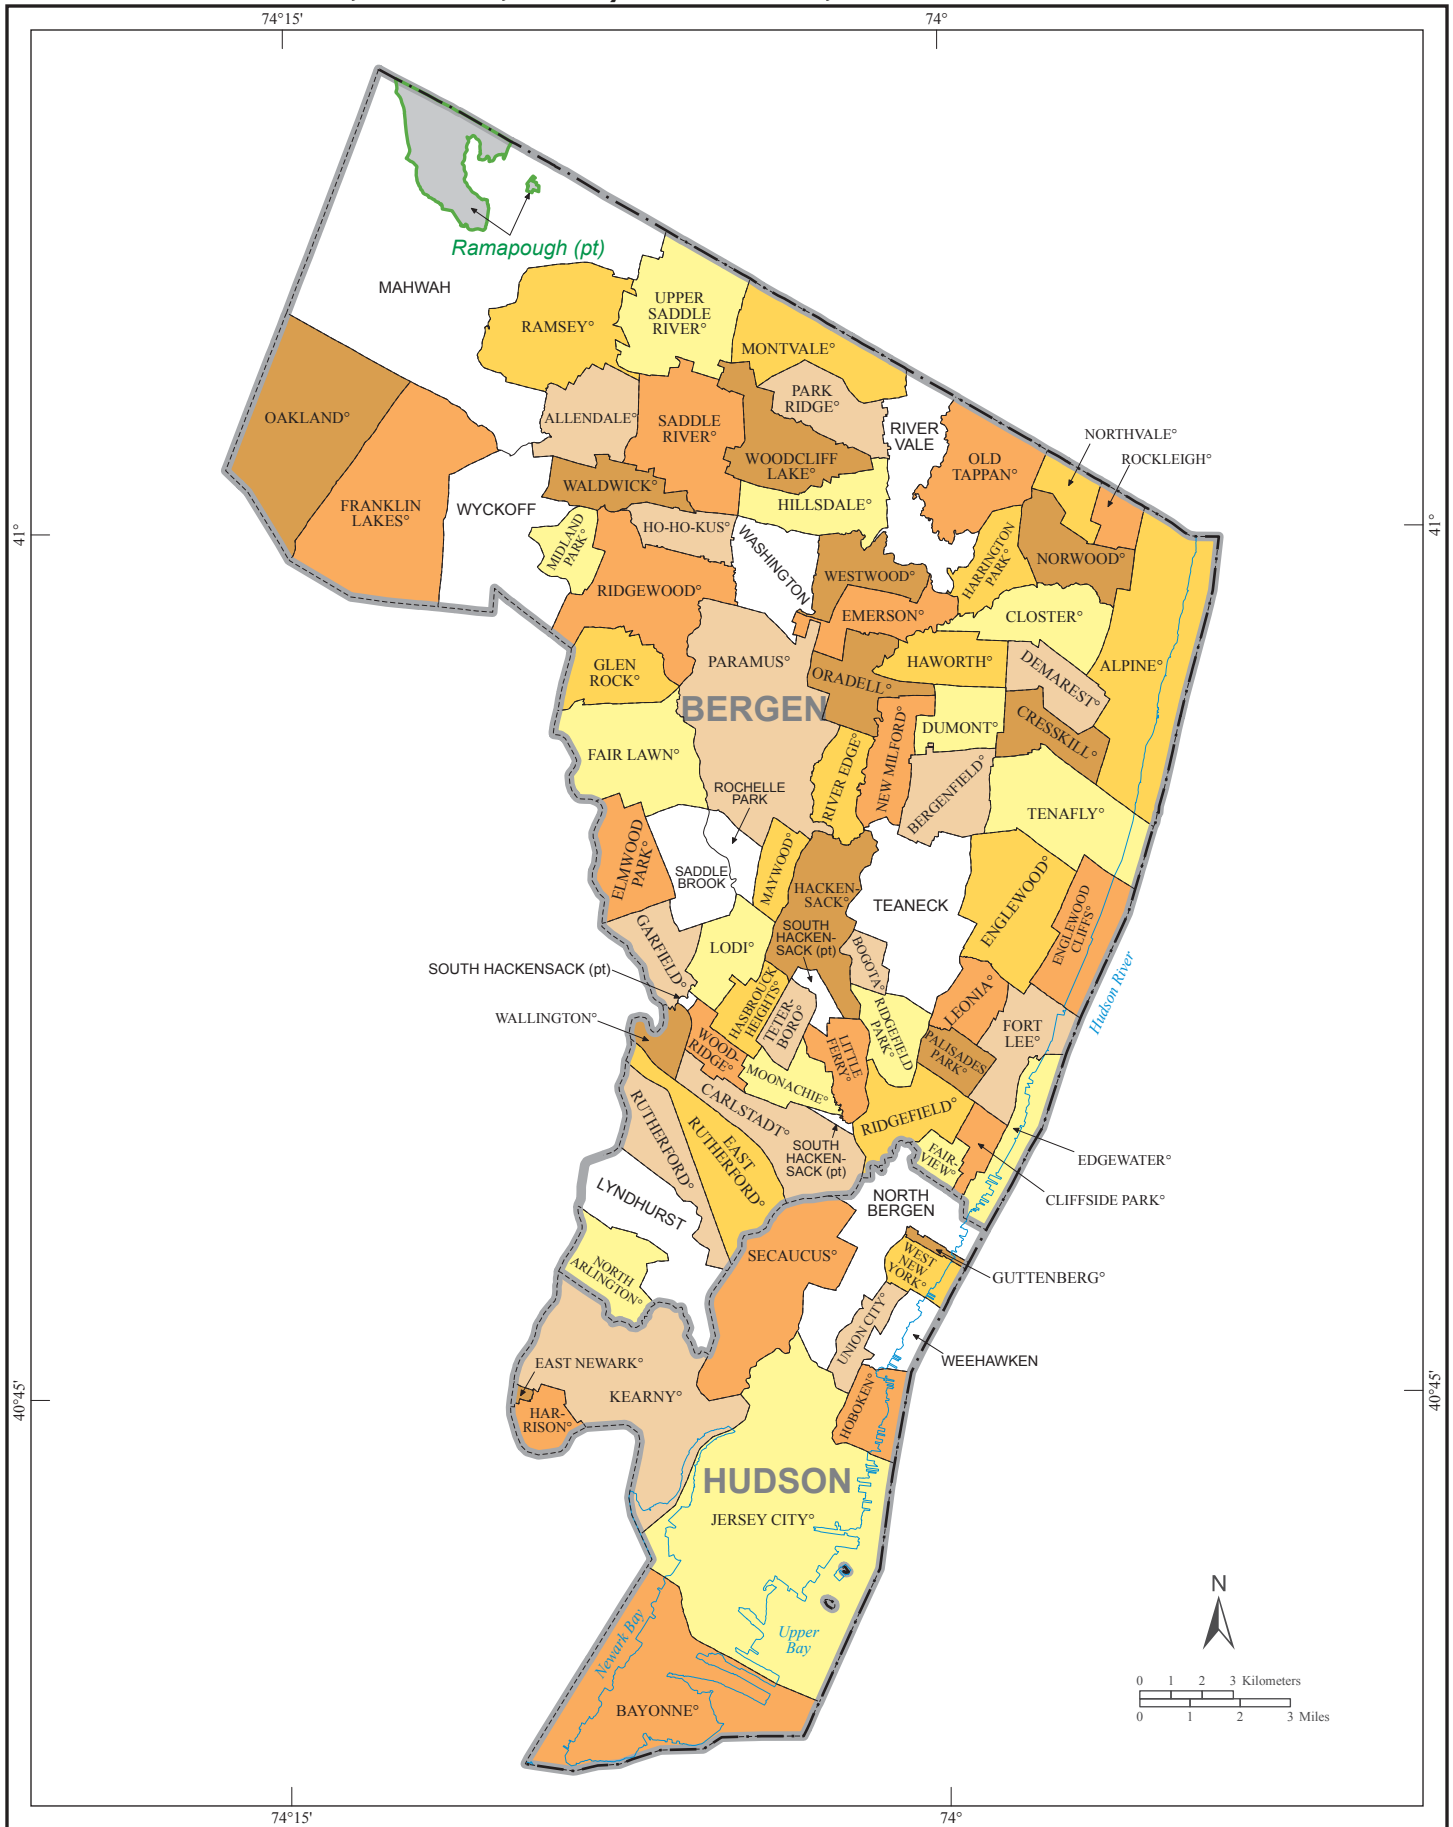 74°15'
74°
Ramapough (pt)
MAHWAH
RAMSEY°
UPPER
SADDLE
RIVER°
MONTVALE°
PARK
RIDGE°
OAKLAND°
ALLENDALE°
SADDLE
RIVER°
RIVER
VALE
NORTHVALE°
ROCKLEIGH°
WOODCLIFF
LAKE°
OLD
TAPPAN°
FRANKLIN
LAKES°
WYCKOFF
WALDWICK°
HILLSDALE°
41°
41°
MIDLAND
PARK°
HO-HO-KUS°
WASHINGTON
HARRINGTON
PARK°
NORWOOD°
WESTWOOD°
RIDGEWOOD°
EMERSON°
CLOSTER°
GLEN
ROCK°
PARAMUS°
ORADELL°
HAWORTH°
DEMAREST°
ALPINE°
BERGEN
FAIR LAWN°
NEW MILFORD°
DUMONT°
CRESSKILL°
RIVER EDGE°
BERGENFIELD°
ROCHELLE
PARK
TENAFLY°
ELMWOOD
PARK°
SADDLE
BROOK
MAYWOOD°
HACKEN-
SACK°
TEANECK
ENGLEWOOD°
ENGLEWOOD
CLIFFS°
GARFIELD°
LODI°
SOUTH
HACKEN-
SACK (pt)
BOGOTA°
SOUTH HACKENSACK (pt)
HASBROUCK
HEIGHTS°
TETER-
BORO°
RIDGEFIELD
PARK°
LEONIA°
FORT
LEE°
Hudson River
WALLINGTON°
WOOD-
RIDGE°
LITTLE
FERRY°
PALISADES
PARK°
MOONACHIE°
CARLSTADT°
RUTHERFORD°
EAST
RUTHERFORD°
RIDGEFIELD°
SOUTH
HACKEN-
SACK (pt)
FAIR-
VIEW°
EDGEWATER°
CLIFFSIDE PARK°
LYNDHURST
NORTH
BERGEN
NORTH
ARLINGTON°
SECAUCUS°
WEST
NEW
YORK°
GUTTENBERG°
UNION CITY°
WEEHAWKEN
EAST NEWARK°
KEARNY°
HAR-
RISON°
HOBOKEN°
40°45'
40°45'
HUDSON
JERSEY CITY°
Newark Bay
Upper
Bay
BAYONNE°
N
0 1 2 3 Kilometers
0 1 2 3 Miles
74°15'
74°